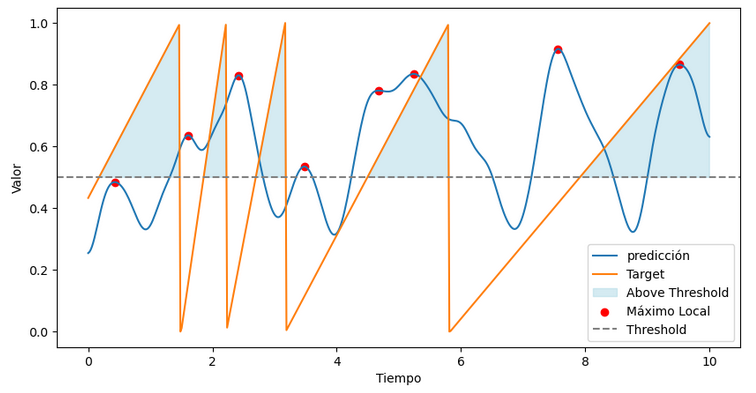 Valor
1.0
0.8
0.6
0.4
0.2
0.0
0 2 4 6 8 10
Tiempo
predicción
Target
Above Threshold
Máximo Local
Threshold